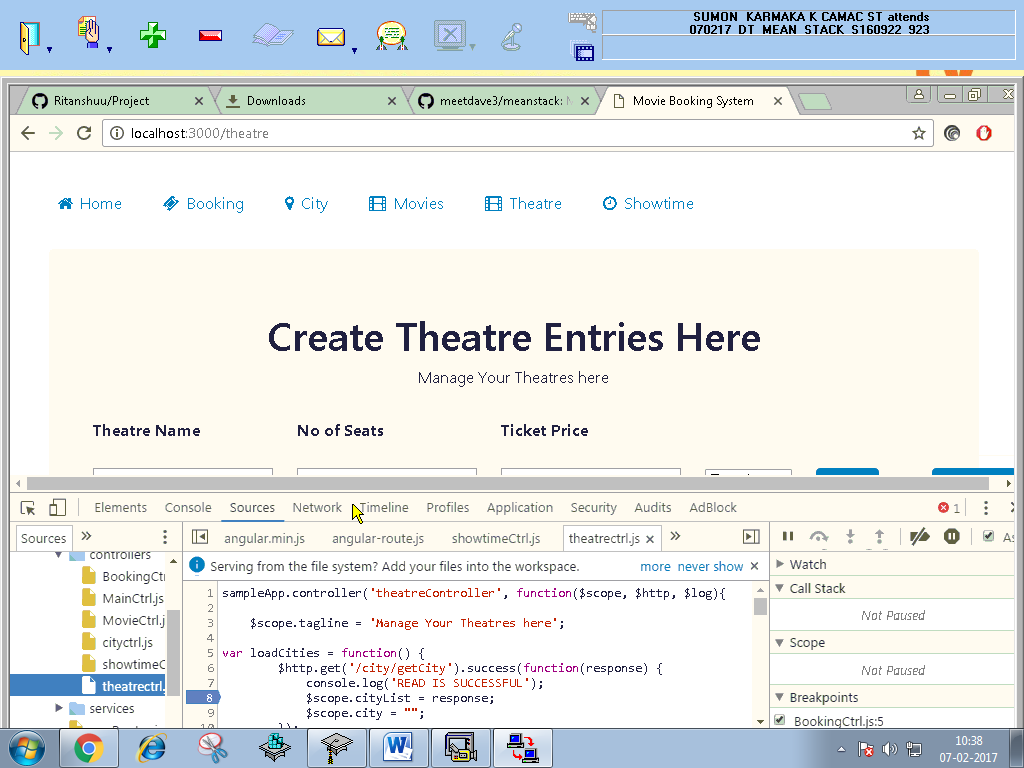 SUMON KARMAKA K CAMAC ST attends
070217 DT MEAN STACK S160922 923
Ritanshuu/Project
Downloads
meetdave3/meanstack:
Movie Booking System
localhost:3000/theatre
Home
Booking
City
Movies
Theatre
Showtime
Create Theatre Entries Here
Manage Your Theatres here
Theatre Name
No of Seats
Ticket Price
Elements
Console
Sources
Network
Timeline
Profiles
Application
Security
Audits
AdBlock
1
Sources
angular.min.js
angular-route.js
showtimeCtrl.js
theatrectrl.js
controllers
BookingCtr
MainCtrl.js
MovieCtrl.j
cityctrl.js
showtimeC
theatrectrl.
services
Serving from the file system? Add your files into the workspace.
more
never show
1 sampleApp.controller('theatreController', function($scope, $http, $log){
2
3 $scope.tagline = 'Manage Your Theatres here';
4
5 var loadCities = function() {
6 $http.get('/city/getCity').success(function(response) {
7 console.log('READ IS SUCCESSFUL');
8 $scope.cityList = response;
9 $scope.city = "";
10 });
As
Watch
Call Stack
Not Paused
Scope
Not Paused
Breakpoints
BookingCtrl.js:5
10:38
07-02-2017